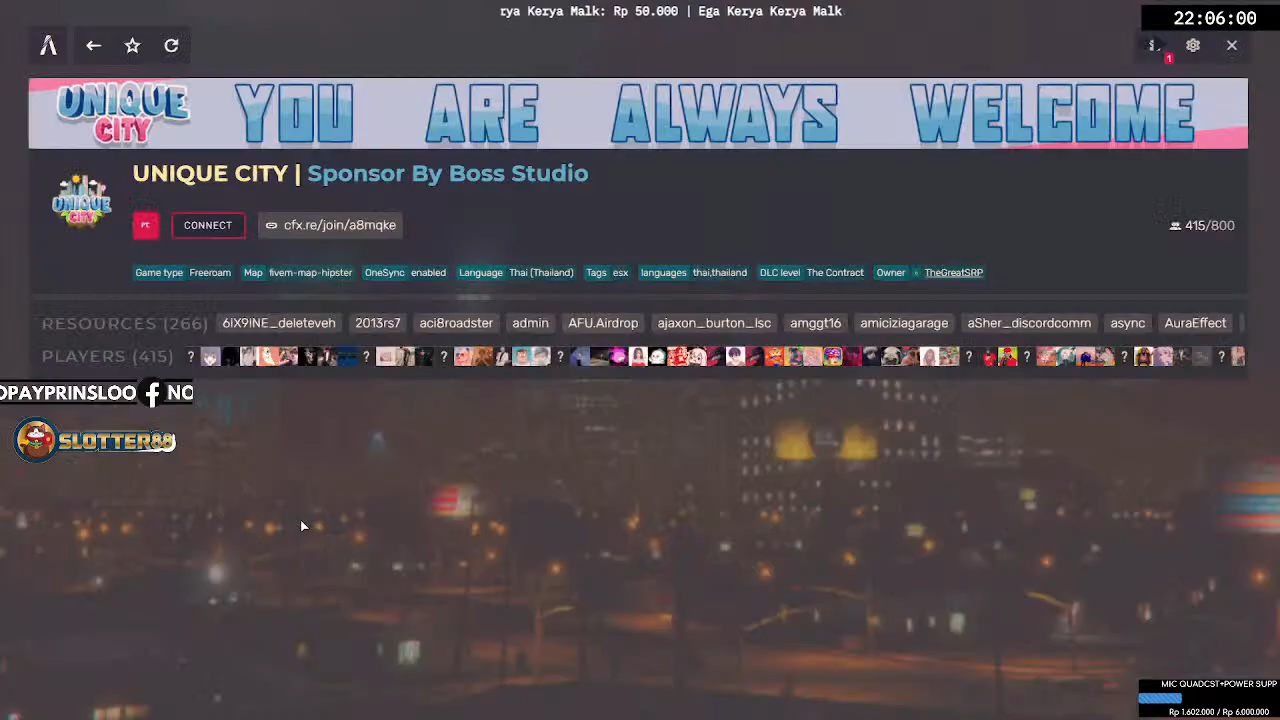 rya Kerya Malk: Rp 50.000 | Ega Kerya Kerya Malk
22:06:00
1
UNIQUE CITY YOU ARE ALWAYS WELCOME
UNIQUE CITY | Sponsor By Boss Studio
UNIQUE CITY
PT.
CONNECT
cfx.re/join/a8mqke
415/800
Game type Freeroam Map fivem-map-hipster OneSync enabled Language Thai (Thailand) Tags esx languages thai,thailand DLC level The Contract Owner TheGreatSRP
RESOURCES (266) 6IX9INE_deleteveh 2013rs7 aci8roadster admin AFU.Airdrop ajaxon_burton_lsc amggt16 amiciziagarage aSher_discordcomm async AuraEffect
PLAYERS (415) ? ? ? ? ? ? ? ?
OPAYPRINSLOO f NO
SLOTTER88
MIC QUADCST+POWER SUPP
Rp 1.602.000 / Rp 6.000.000